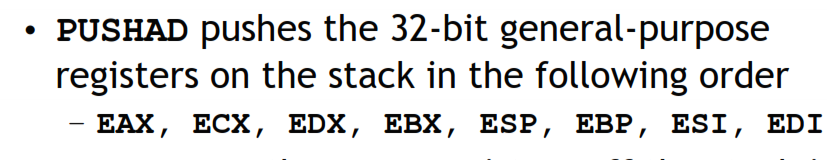 • PUSHAD pushes the 32-bit general-purpose
registers on the stack in the following order
– EAX, ECX, EDX, EBX, ESP, EBP, ESI, EDI